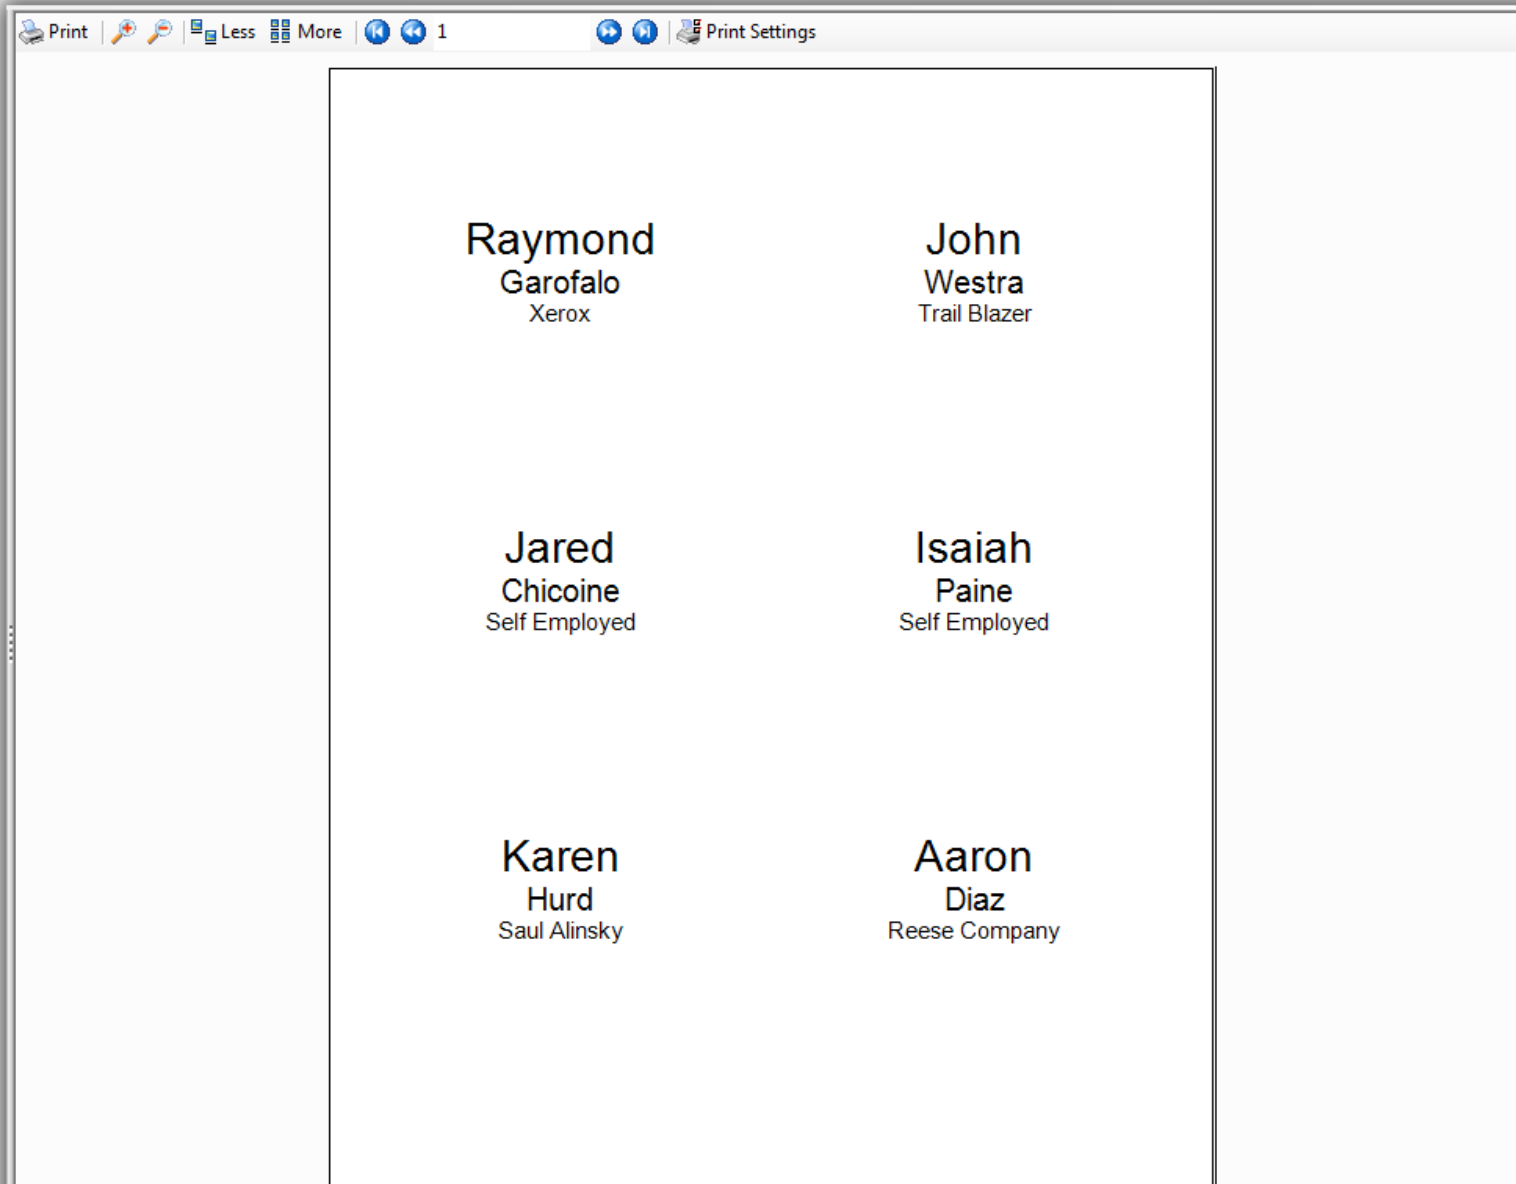 Print Less More 1 Print Settings
Raymond
Garofalo
Xerox
John
Westra
Trail Blazer
Jared
Chicoine
Self Employed
Isaiah
Paine
Self Employed
Karen
Hurd
Saul Alinsky
Aaron
Diaz
Reese Company